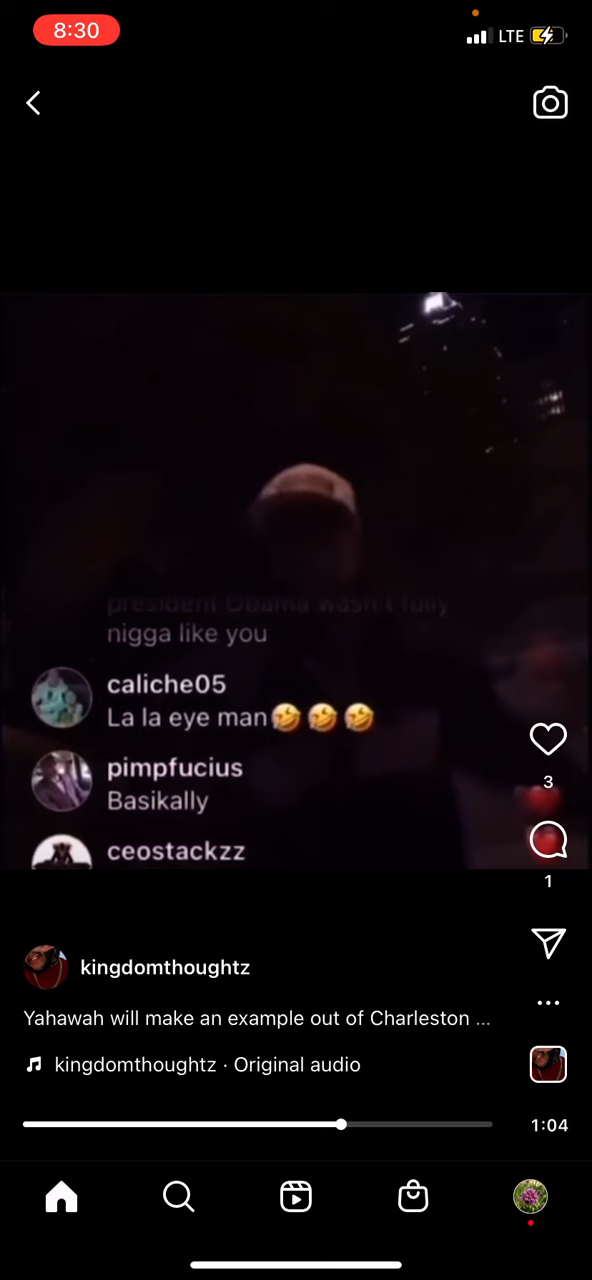 8:30
LTE
president Obama wasn't fully
nigga like you
caliche05
La la eye man🤣🤣🤣
pimpfucius
Basikally
ceostackzz
3
1
kingdomthoughtz
Yahawah will make an example out of Charleston ...
kingdomthoughtz · Original audio
1:04